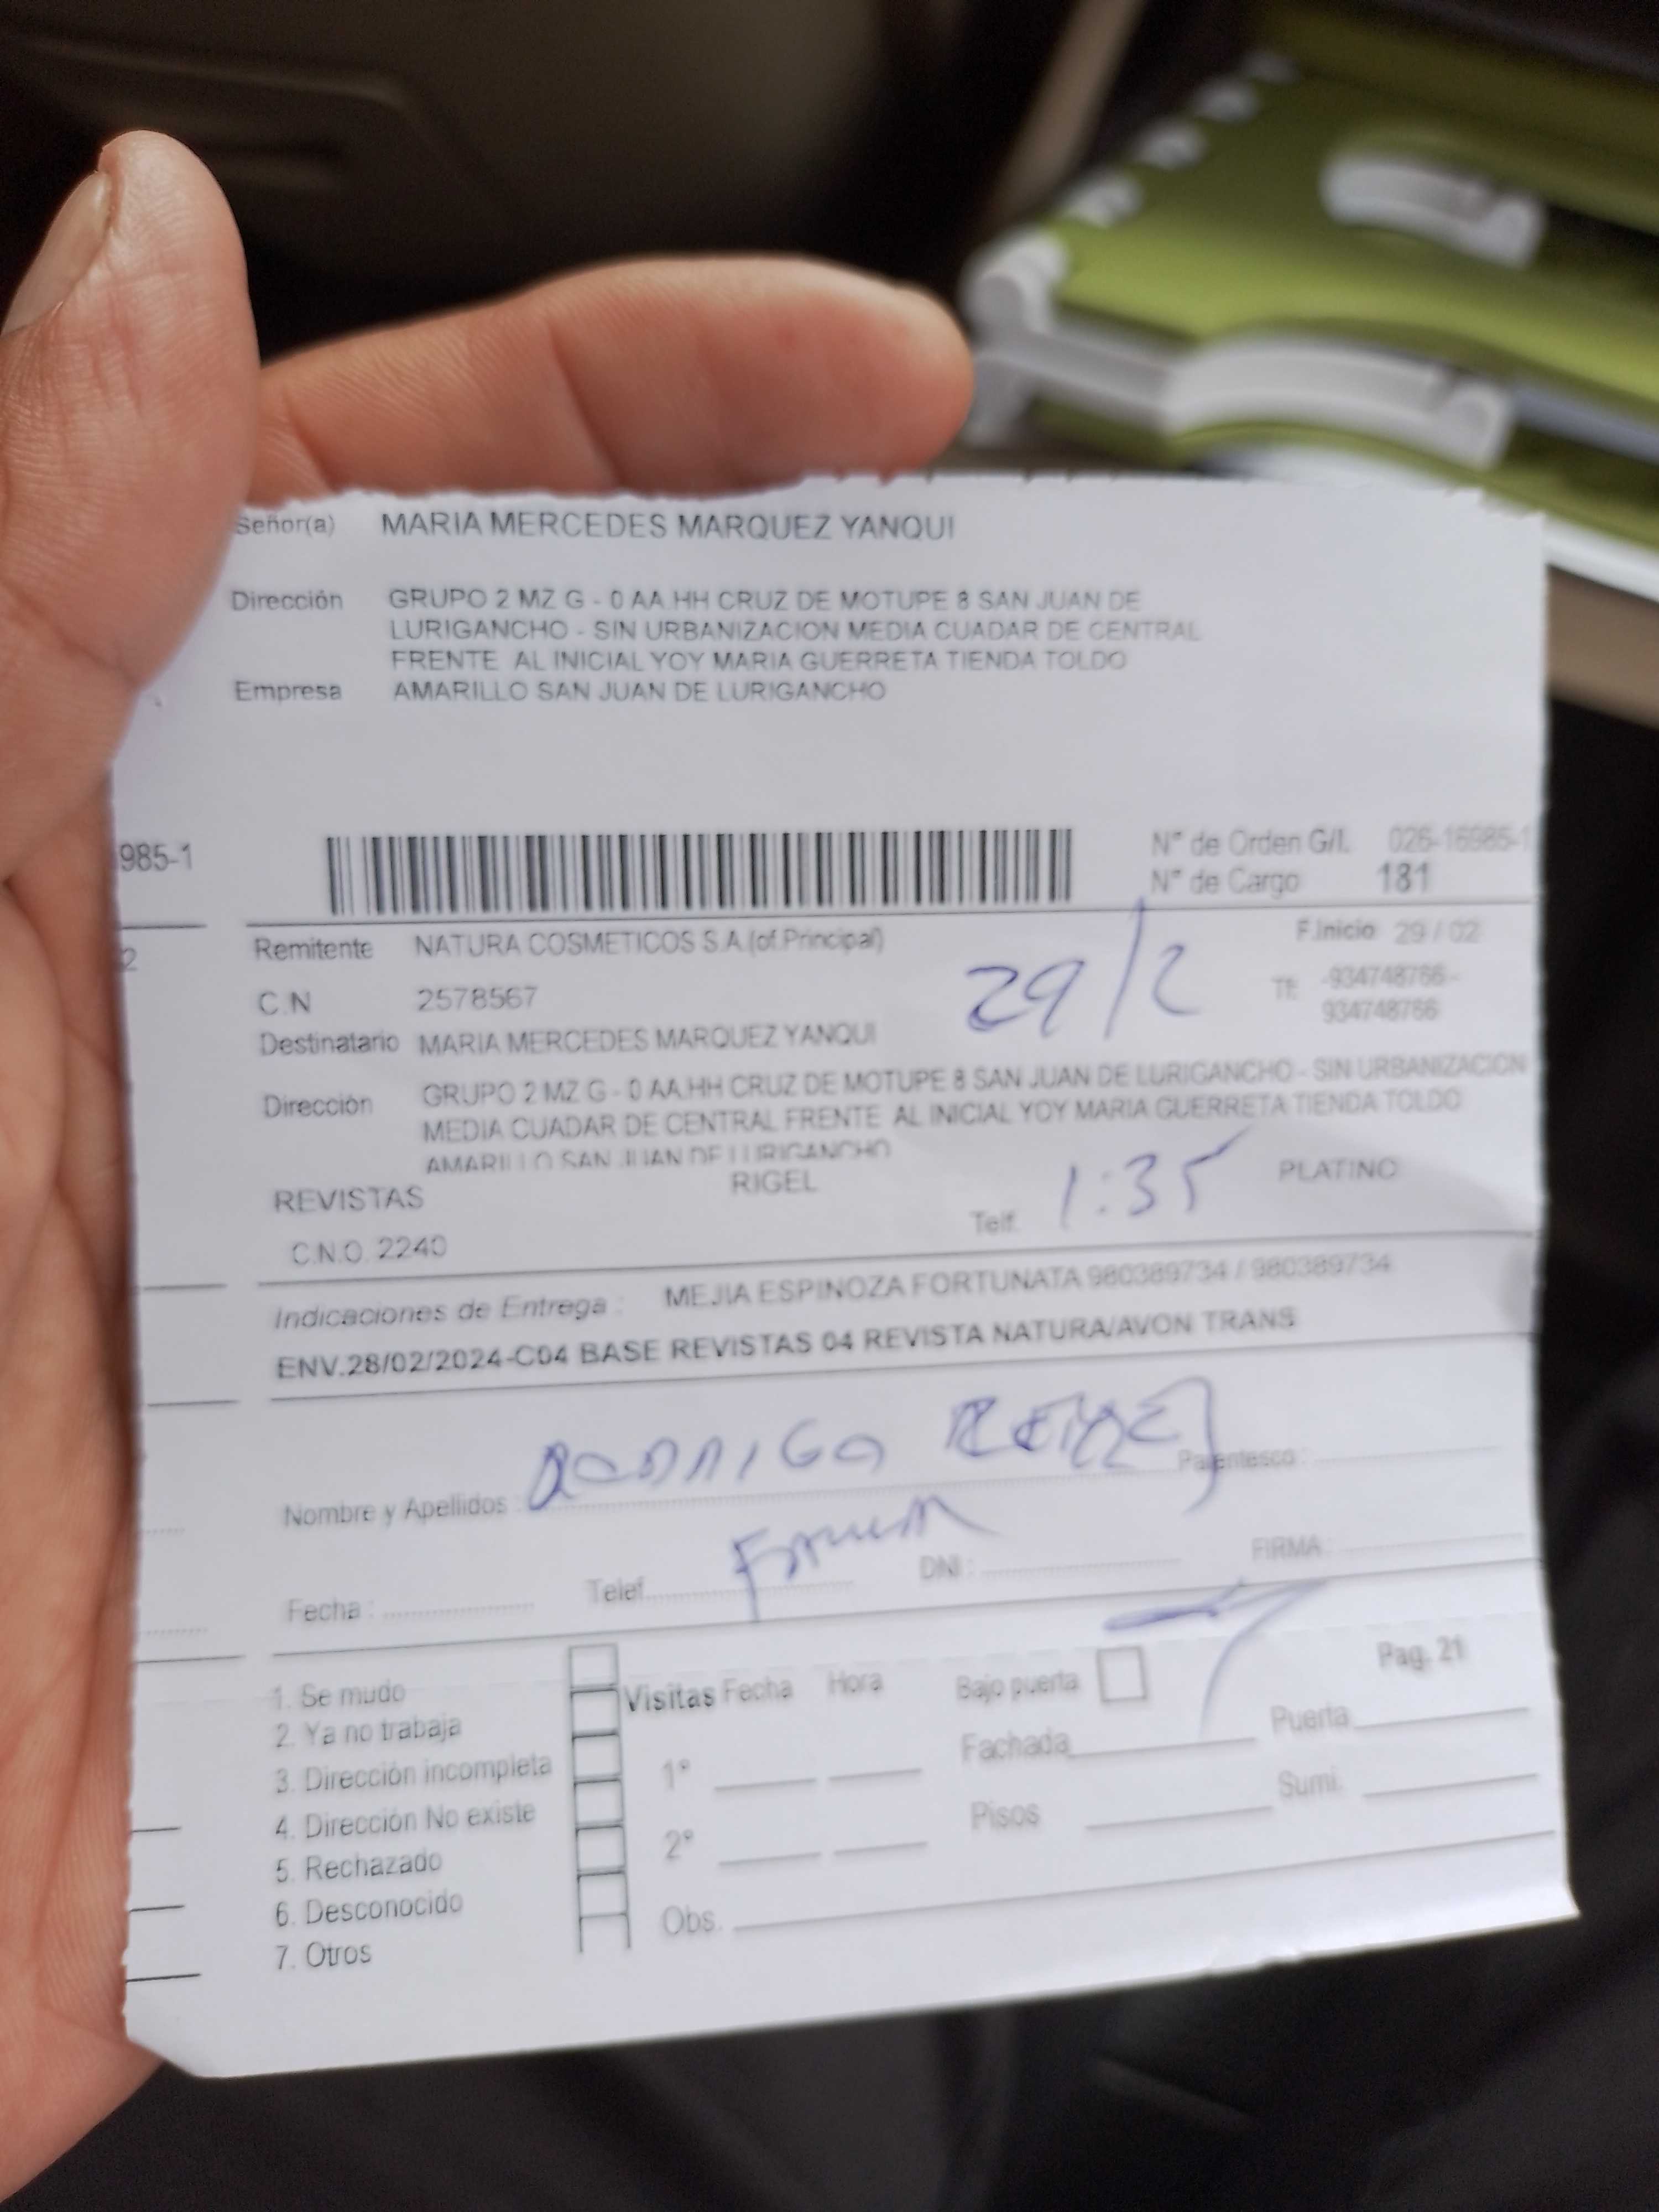 Señor(a) MARIA MERCEDES MARQUEZ YANQUI
Dirección GRUPO 2 MZ G - 0 AA.HH CRUZ DE MOTUPE 8 SAN JUAN DE
LURIGANCHO - SIN URBANIZACION MEDIA CUADAR DE CENTRAL
FRENTE AL INICIAL YOY MARIA GUERRETA TIENDA TOLDO
Empresa AMARILLO SAN JUAN DE LURIGANCHO
985-1
N° de Orden G/I. 026-16985-1
N° de Cargo 181
2
Remitente NATURA COSMETICOS S.A.(of.Principal)
F.Inicio 29 / 02
C.N 2578567
29/2
Tlf: -934748766-
934748766
Destinatario MARIA MERCEDES MARQUEZ YANQUI
Dirección GRUPO 2 MZ G - 0 AA.HH CRUZ DE MOTUPE 8 SAN JUAN DE LURIGANCHO - SIN URBANIZACION
MEDIA CUADAR DE CENTRAL FRENTE AL INICIAL YOY MARIA GUERRETA TIENDA TOLDO
AMARILLO SAN JUAN DE LURIGANCHO
REVISTAS RIGEL Telf. 1:35 PLATINO
C.N.O. 2240
Indicaciones de Entrega : MEJIA ESPINOZA FORTUNATA 980389734 / 980389734
ENV.28/02/2024-C04 BASE REVISTAS 04 REVISTA NATURA/AVON TRANS
Nombre y Apellidos : RODRIGO Parentesco :
Fecha : Telef. DNI : FIRMA :
1. Se mudo
2. Ya no trabaja
3. Dirección incompleta
4. Dirección No existe
5. Rechazado
6. Desconocido
7. Otros
Visitas Fecha Hora
1°
2°
Obs.
Bajo puerta
Pag. 21
Fachada Puerta
Pisos Sumi.